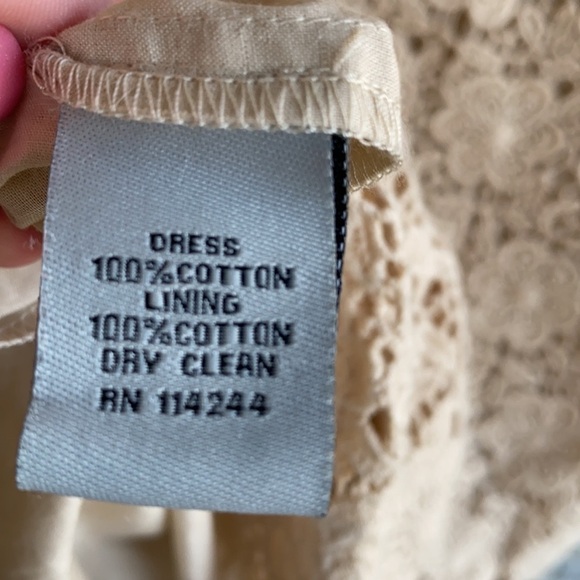 DRESS
100%COTTON
LINING
100%COTTON
DRY CLEAN
RN 114244